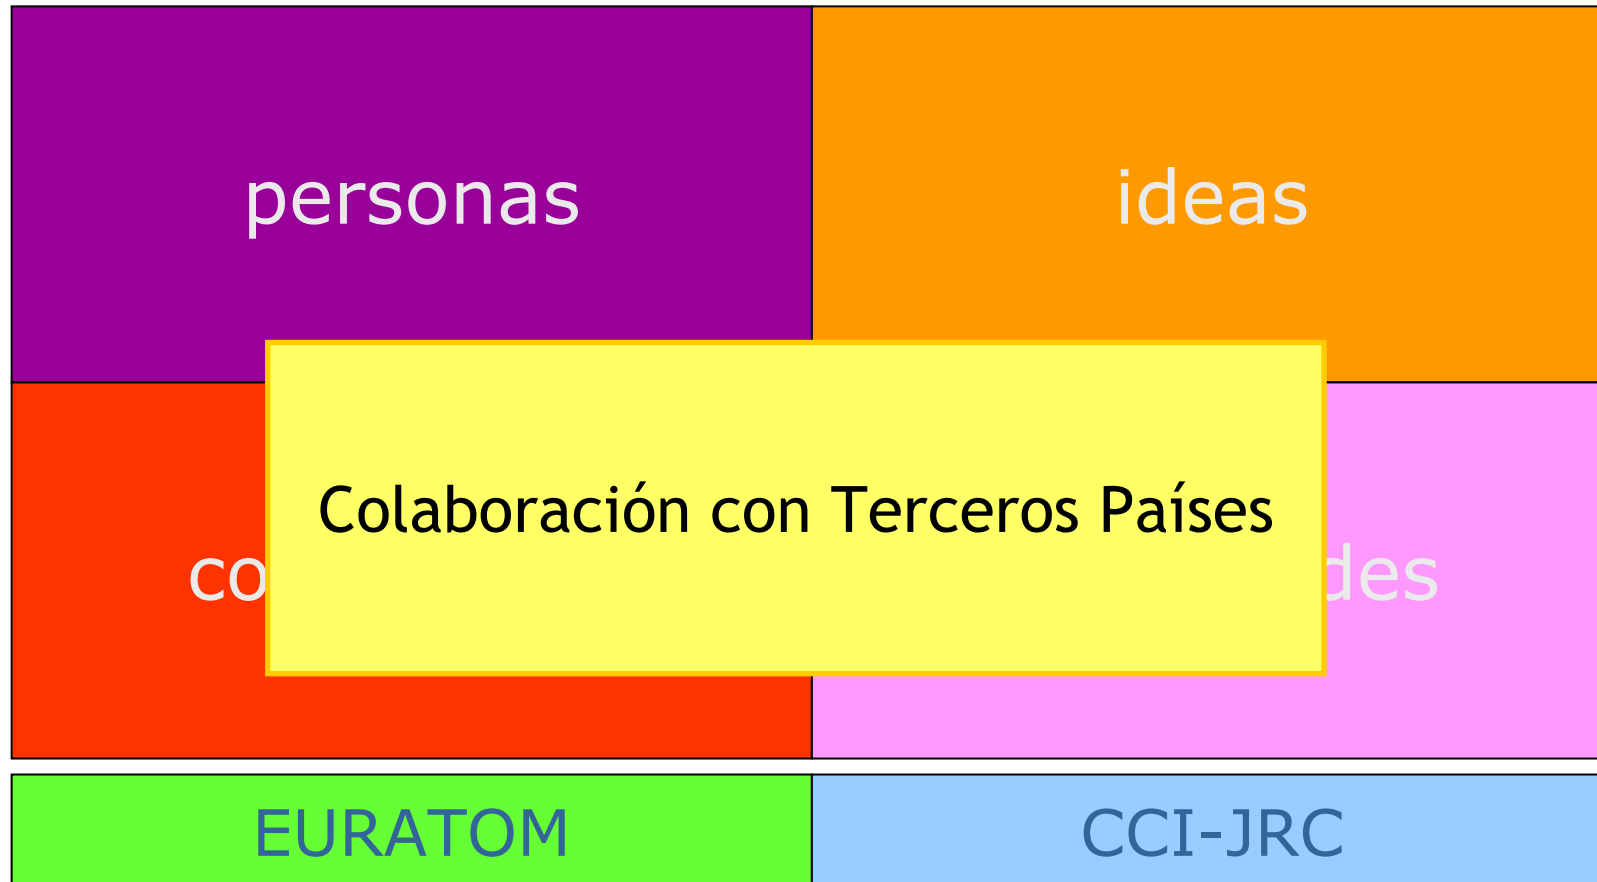 personas
ideas
Colaboración con Terceros Países
EURATOM
CCI-JRC